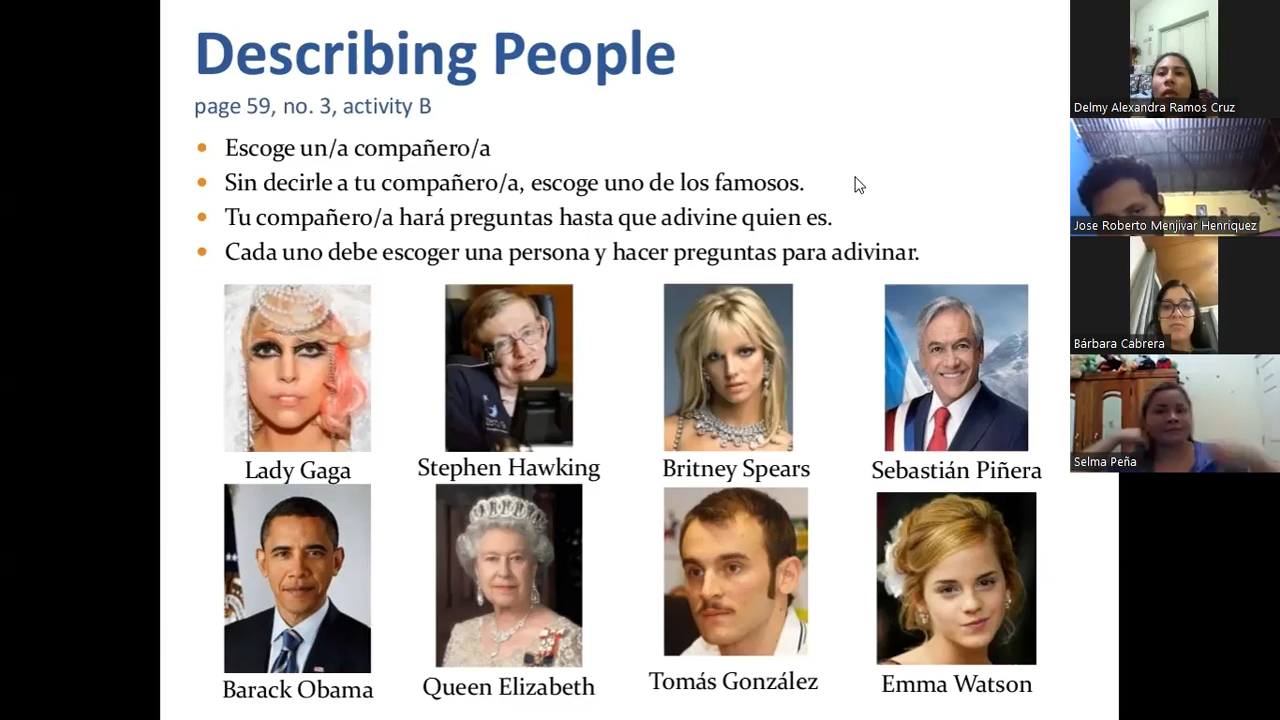 Describing People
page 59, no. 3, activity B
• Escoge un/a compañero/a
• Sin decirle a tu compañero/a, escoge uno de los famosos.
• Tu compañero/a hará preguntas hasta que adivine quien es.
• Cada uno debe escoger una persona y hacer preguntas para adivinar.
Lady Gaga
Stephen Hawking
Britney Spears
Sebastián Piñera
Barack Obama
Queen Elizabeth
Tomás González
Emma Watson
Delmy Alexandra Ramos Cruz
Jose Roberto Menjivar Henriquez
Bárbara Cabrera
Selma Peña